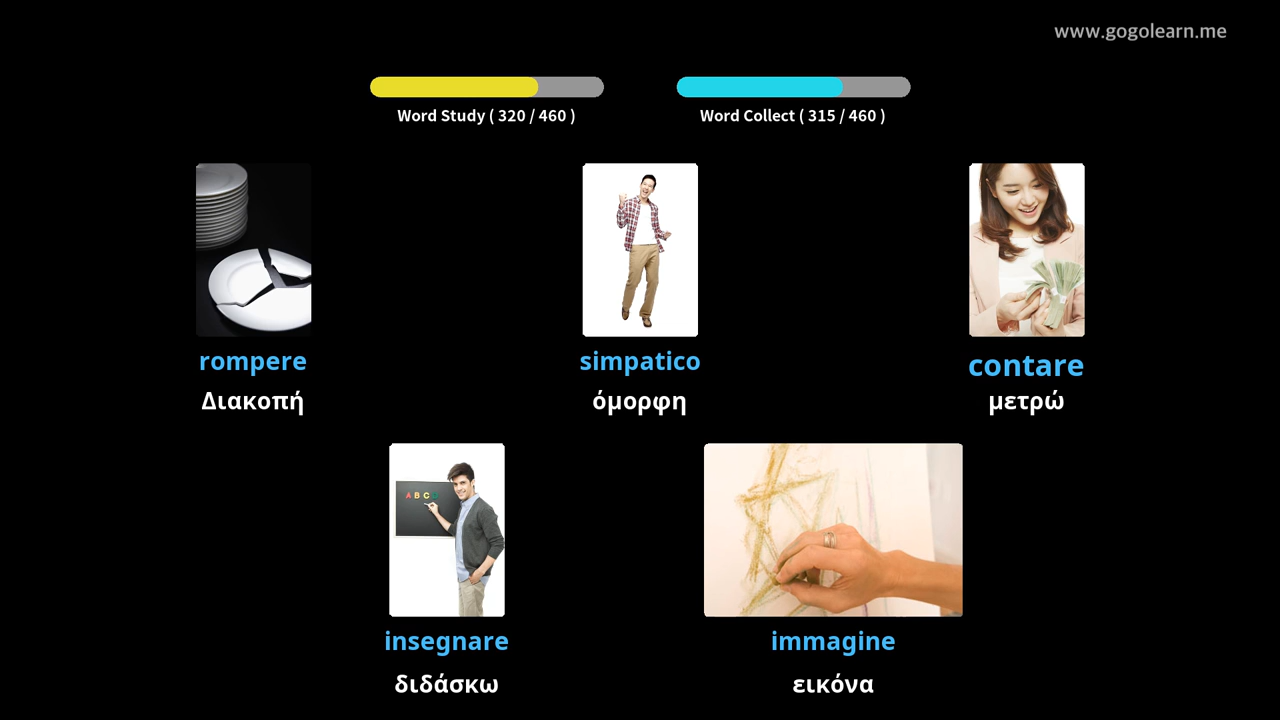 www.gogolearn.me
Word Study ( 320 / 460 )
Word Collect ( 315 / 460 )
rompere
Διακοπή
simpatico
όμορφη
contare
μετρώ
A B C D
insegnare
διδάσκω
immagine
εικόνα